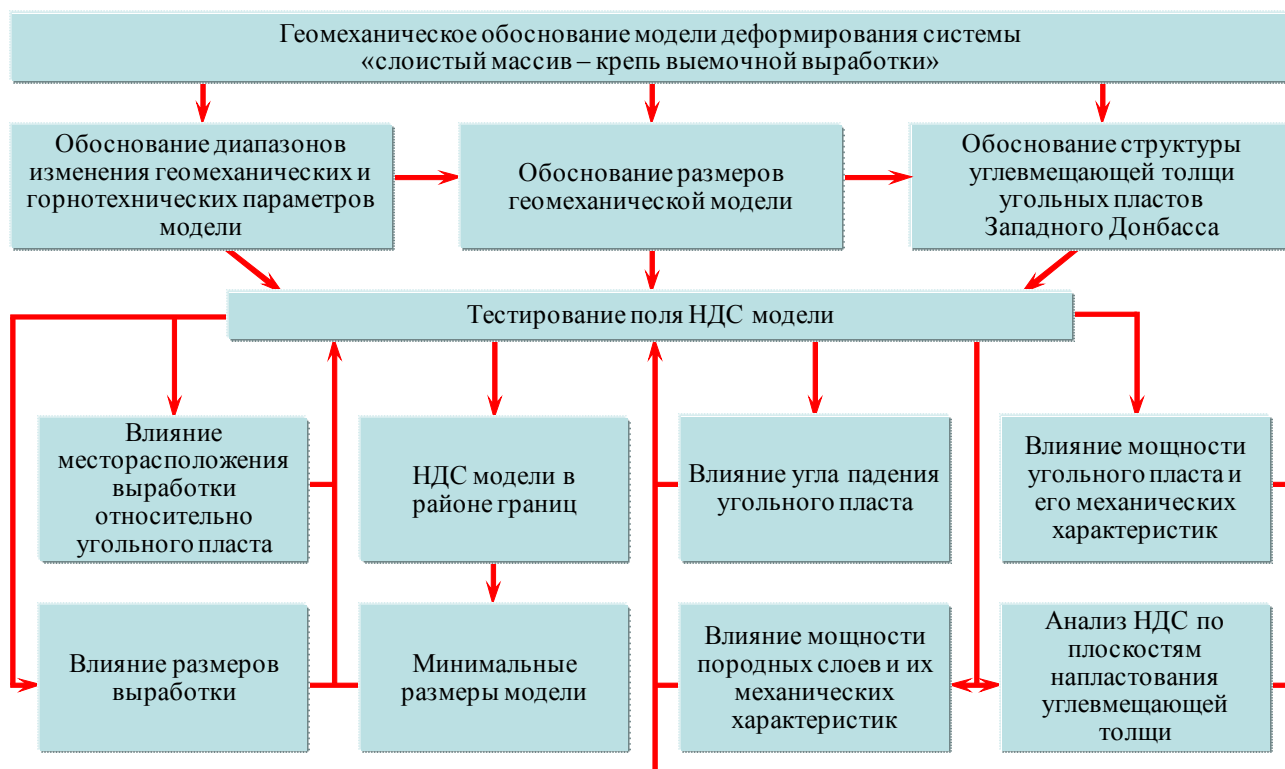 Геомеханическое обоснование модели деформирования системы
«слоистый массив – крепь выемочной выработки»
Обоснование диапазонов
изменения геомеханических и
горнотехнических параметров
модели
Обоснование размеров
геомеханической модели
Обоснование структуры
углевмещающей толщи
угольных пластов
Западного Донбасса
Тестирование поля НДС модели
Влияние
месторасположения
выработки
относительно
угольного пласта
НДС модели в
районе границ
Влияние угла падения
угольного пласта
Влияние мощности
угольного пласта и
его механических
характеристик
Влияние размеров
выработки
Минимальные
размеры модели
Влияние мощности
породных слоев и их
механических
характеристик
Анализ НДС по
плоскостям
напластования
углевмещающей
толщи